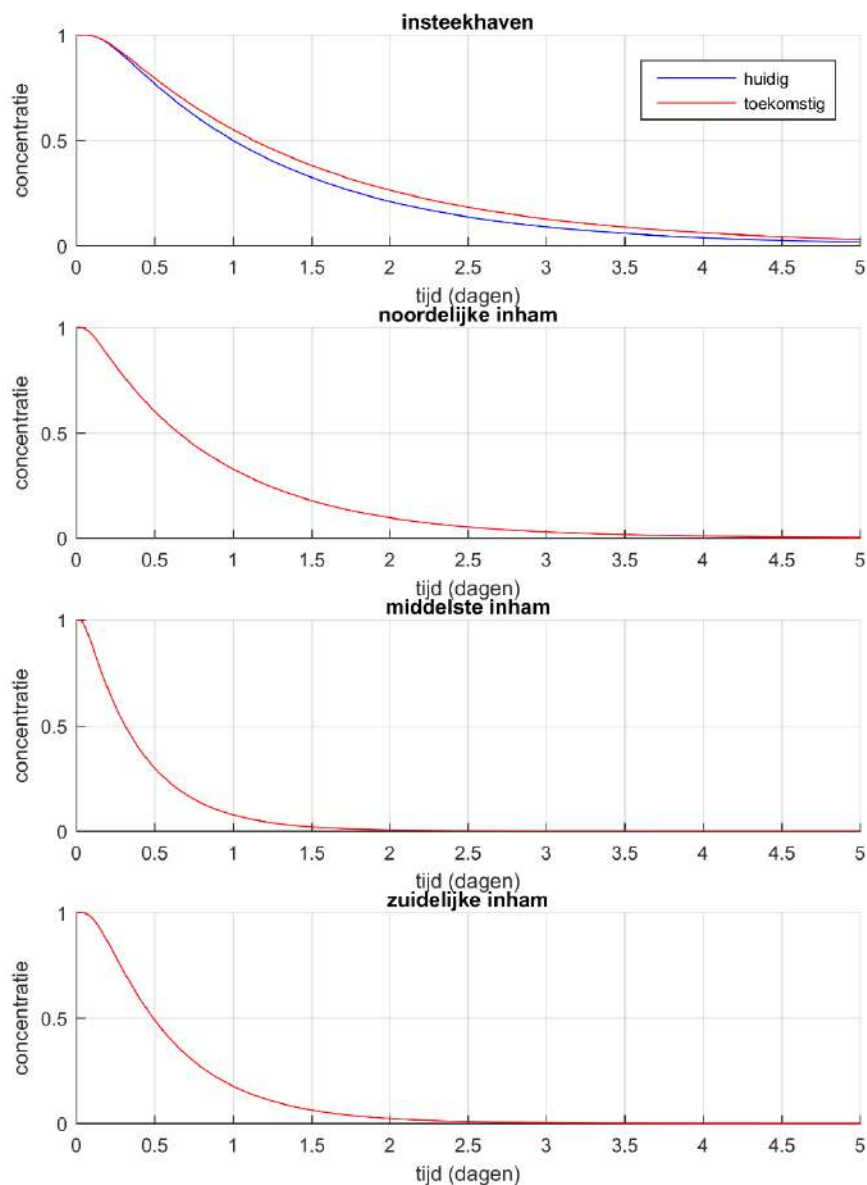 insteekhaven
1
0.5
0
concentratie
huidig
toekomstig
0 0.5 1 1.5 2 2.5 3 3.5 4 4.5 5
tijd (dagen)
noordelijke inham
1
0.5
0
concentratie
0 0.5 1 1.5 2 2.5 3 3.5 4 4.5 5
tijd (dagen)
middelste inham
1
0.5
0
concentratie
0 0.5 1 1.5 2 2.5 3 3.5 4 4.5 5
tijd (dagen)
zuidelijke inham
1
0.5
0
concentratie
0 0.5 1 1.5 2 2.5 3 3.5 4 4.5 5
tijd (dagen)